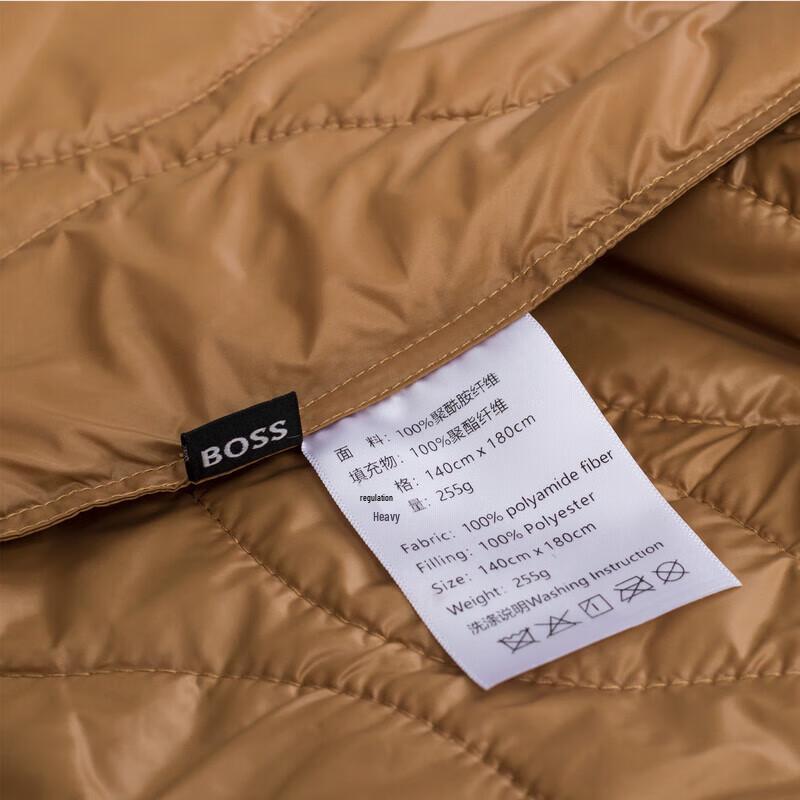 BOSS
面 料：100%聚酰胺纤维
填充物：100%聚酯纤维
regulation 格：140cm x 180cm
Heavy 量：255g
Fabric：100% polyamide fiber
Filling：100% Polyester
Size：140cm x 180cm
Weight：255g
洗涤说明Washing Instruction
1